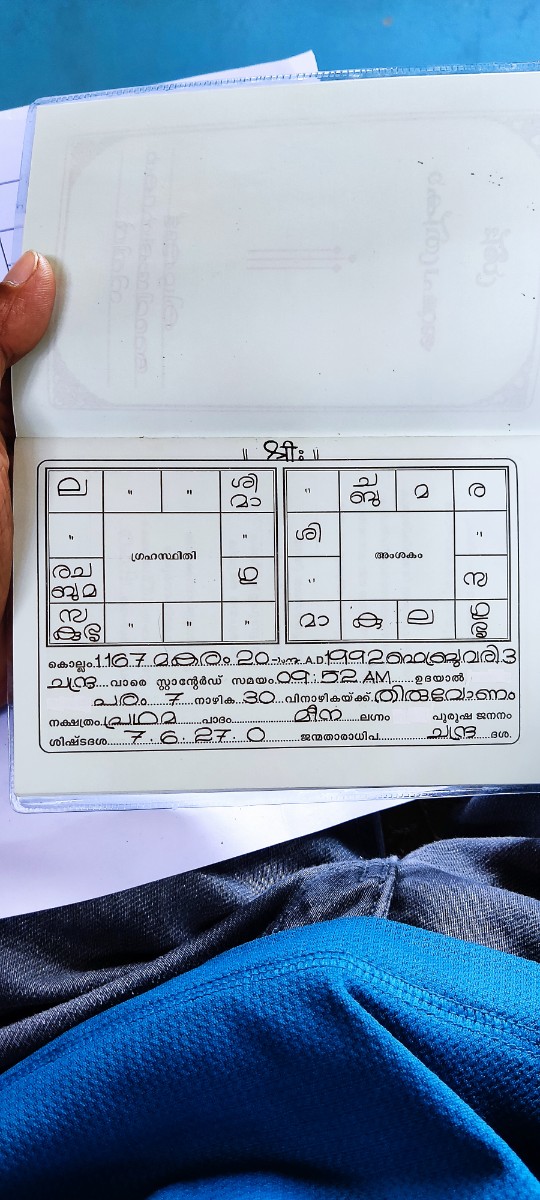 ॥ श्रीः ॥
ല " " ശി മാ
" ച ബു മ ര
" ഗ്രഹസ്ഥിതി "
ശി അംശകം "
ര ച ബു മ ഗു
" സ
സ കു " " "
മാ കു ല
കൊല്ലം 1167 മകരം 20-ാംനു A.D 1992 ഫെബ്രുവരി 3
ചന്ദ്ര വാരെ സ്റ്റാന്റേർഡ് സമയം 09:52 AM ഉദയാൽ
പരം 7 നാഴിക 30 വിനാഴികയ്ക്ക് തിരുവോണം
നക്ഷത്രം പ്രഥമ പാദം മീന ലഗ്നം പുരുഷ ജനനം
ശിഷ്ടദശ 7.6.27.0 ജന്മതാരാധിപ ചന്ദ്ര ദശ.